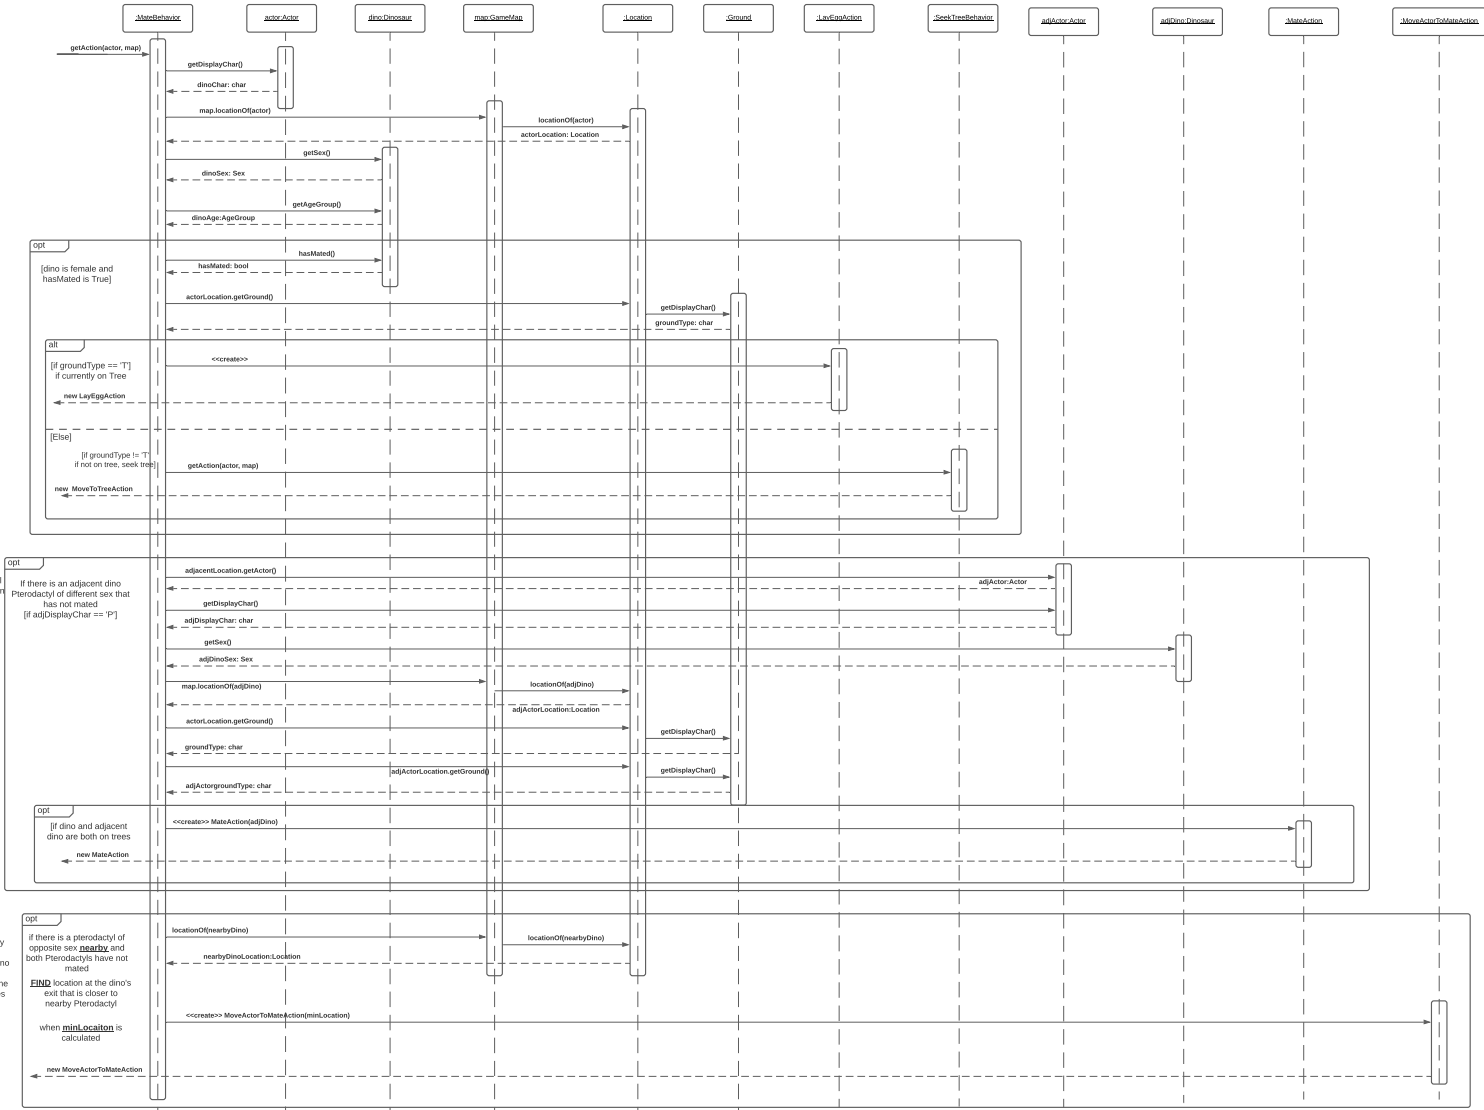 :MateBehavior
actor:Actor
dino:Dinosaur
map:GameMap
:Location
:Ground
:LayEggAction
:SeekTreeBehavior
adjActor:Actor
adjDino:Dinosaur
:MateAction
:MoveActorToMateAction
getAction(actor, map)
getDisplayChar()
dinoChar: char
map.locationOf(actor)
locationOf(actor)
actorLocation: Location
getSex()
dinoSex: Sex
getAgeGroup()
dinoAge:AgeGroup
opt
hasMated()
[dino is female and
hasMated is True]
hasMated: bool
actorLocation.getGround()
getDisplayChar()
groundType: char
alt
[if groundType == 'T']
if currently on Tree
<<create>>
new LayEggAction
[Else]
[if groundType != 'T'
if not on tree, seek tree]
getAction(actor, map)
new MoveToTreeAction
opt
adjacentLocation.getActor()
If there is an adjacent dino
Pterodactyl of different sex that
has not mated
[if adjDisplayChar == 'P']
adjActor:Actor
getDisplayChar()
adjDisplayChar: char
getSex()
adjDinoSex: Sex
map.locationOf(adjDino)
locationOf(adjDino)
adjActorLocation:Location
actorLocation.getGround()
getDisplayChar()
groundType: char
adjActorLocation.getGround()
getDisplayChar()
adjActorgroundType: char
opt
[if dino and adjacent
dino are both on trees
<<create>> MateAction(adjDino)
new MateAction
opt
if there is a pterodactyl of
opposite sex nearby and
both Pterodactyls have not
mated
FIND location at the dino's
exit that is closer to
nearby Pterodactyl
when minLocaiton is
calculated
locationOf(nearbyDino)
locationOf(nearbyDino)
nearbyDinoLocation:Location
<<create>> MoveActorToMateAction(minLocation)
new MoveActorToMateAction